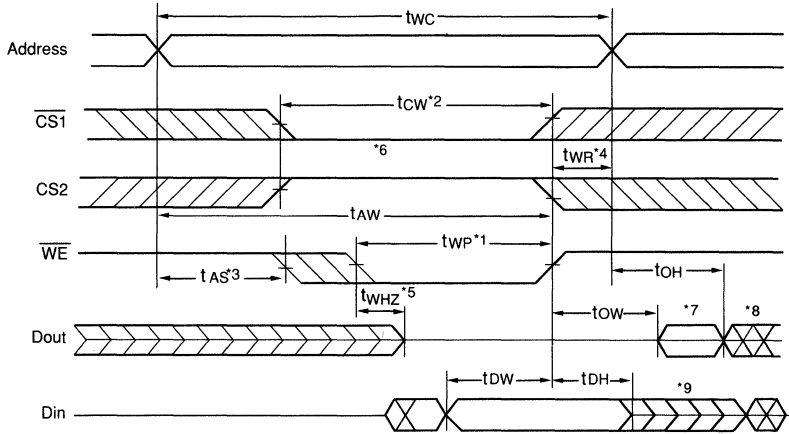 tWC
Address
tCW*2
CS1
*6
tWR*4
CS2
tAW
WE
tWP*1
tAS*3
tOH
tWHZ*5
tOW
*7
*8
Dout
tDW
tDH
*9
Din